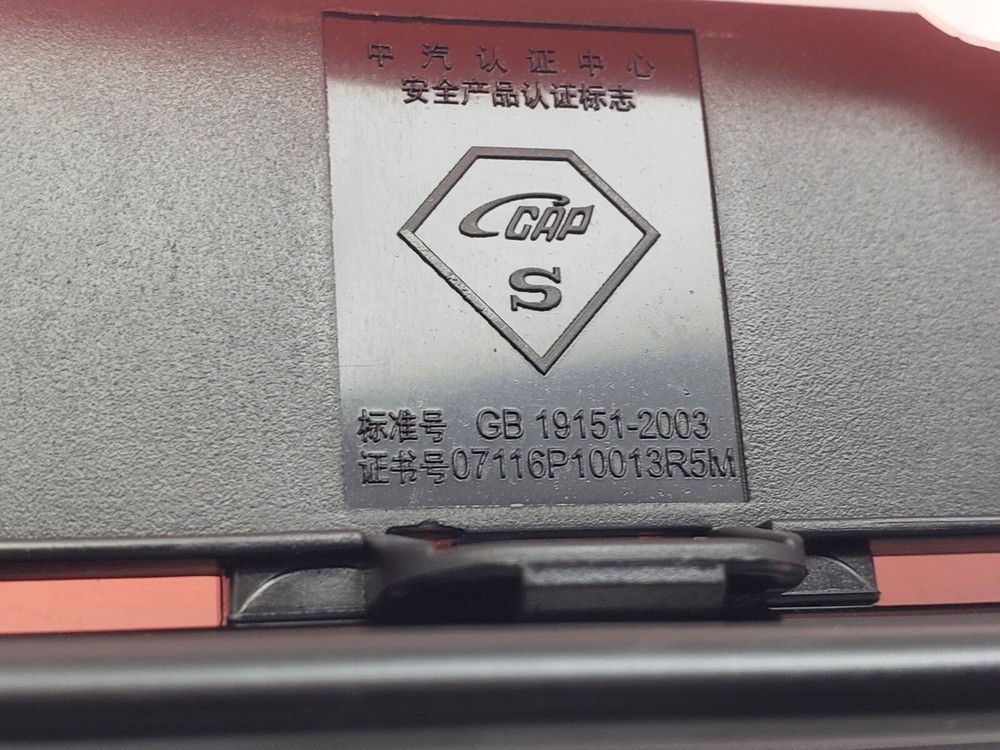 中汽认证中心
安全产品认证标志
CCAP
S
标准号 GB 19151-2003
证书号07116P10013R5M